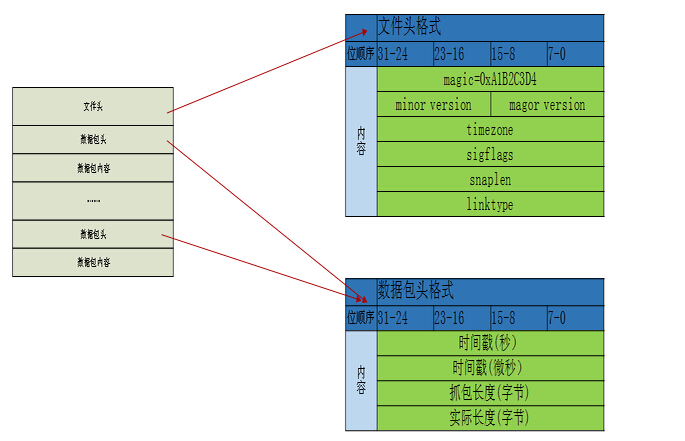 文件头
数据包头
数据包内容
……
数据包头
数据包内容
文件头格式
位顺序 31-24 23-16 15-8 7-0
内容
magic=0xA1B2C3D4
minor version magor version
timezone
sigflags
snaplen
linktype
数据包头格式
位顺序 31-24 23-16 15-8 7-0
内容
时间戳(秒)
时间戳(微秒)
抓包长度(字节)
实际长度(字节)